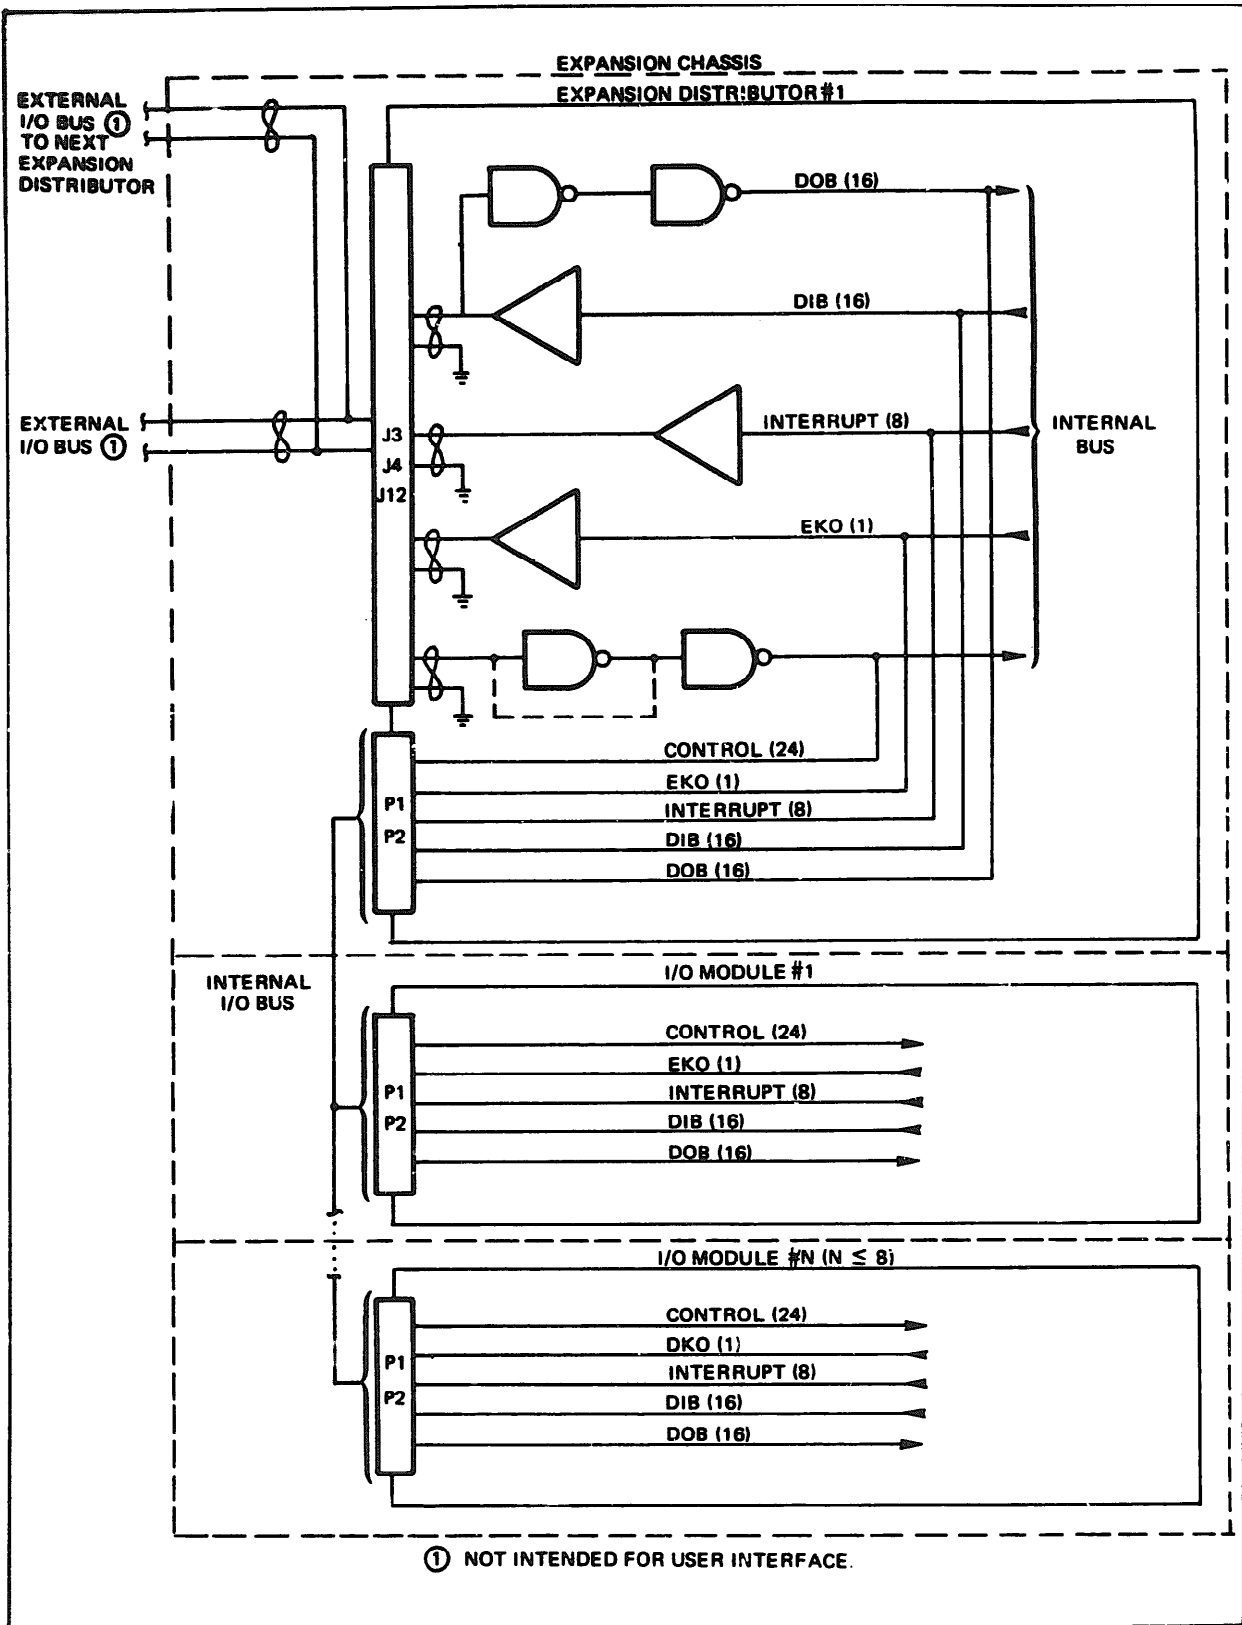 EXPANSION CHASSIS
EXPANSION DISTRIBUTOR #1
EXTERNAL
I/O BUS ①
TO NEXT
EXPANSION
DISTRIBUTOR
DOB (16)
DIB (16)
EXTERNAL
I/O BUS ①
J3
J4
J12
INTERRUPT (8)
INTERNAL
BUS
EKO (1)
P1
P2
CONTROL (24)
EKO (1)
INTERRUPT (8)
DIB (16)
DOB (16)
INTERNAL
I/O BUS
I/O MODULE #1
P1
P2
CONTROL (24)
EKO (1)
INTERRUPT (8)
DIB (16)
DOB (16)
I/O MODULE #N (N ≤ 8)
P1
P2
CONTROL (24)
DKO (1)
INTERRUPT (8)
DIB (16)
DOB (16)
① NOT INTENDED FOR USER INTERFACE.